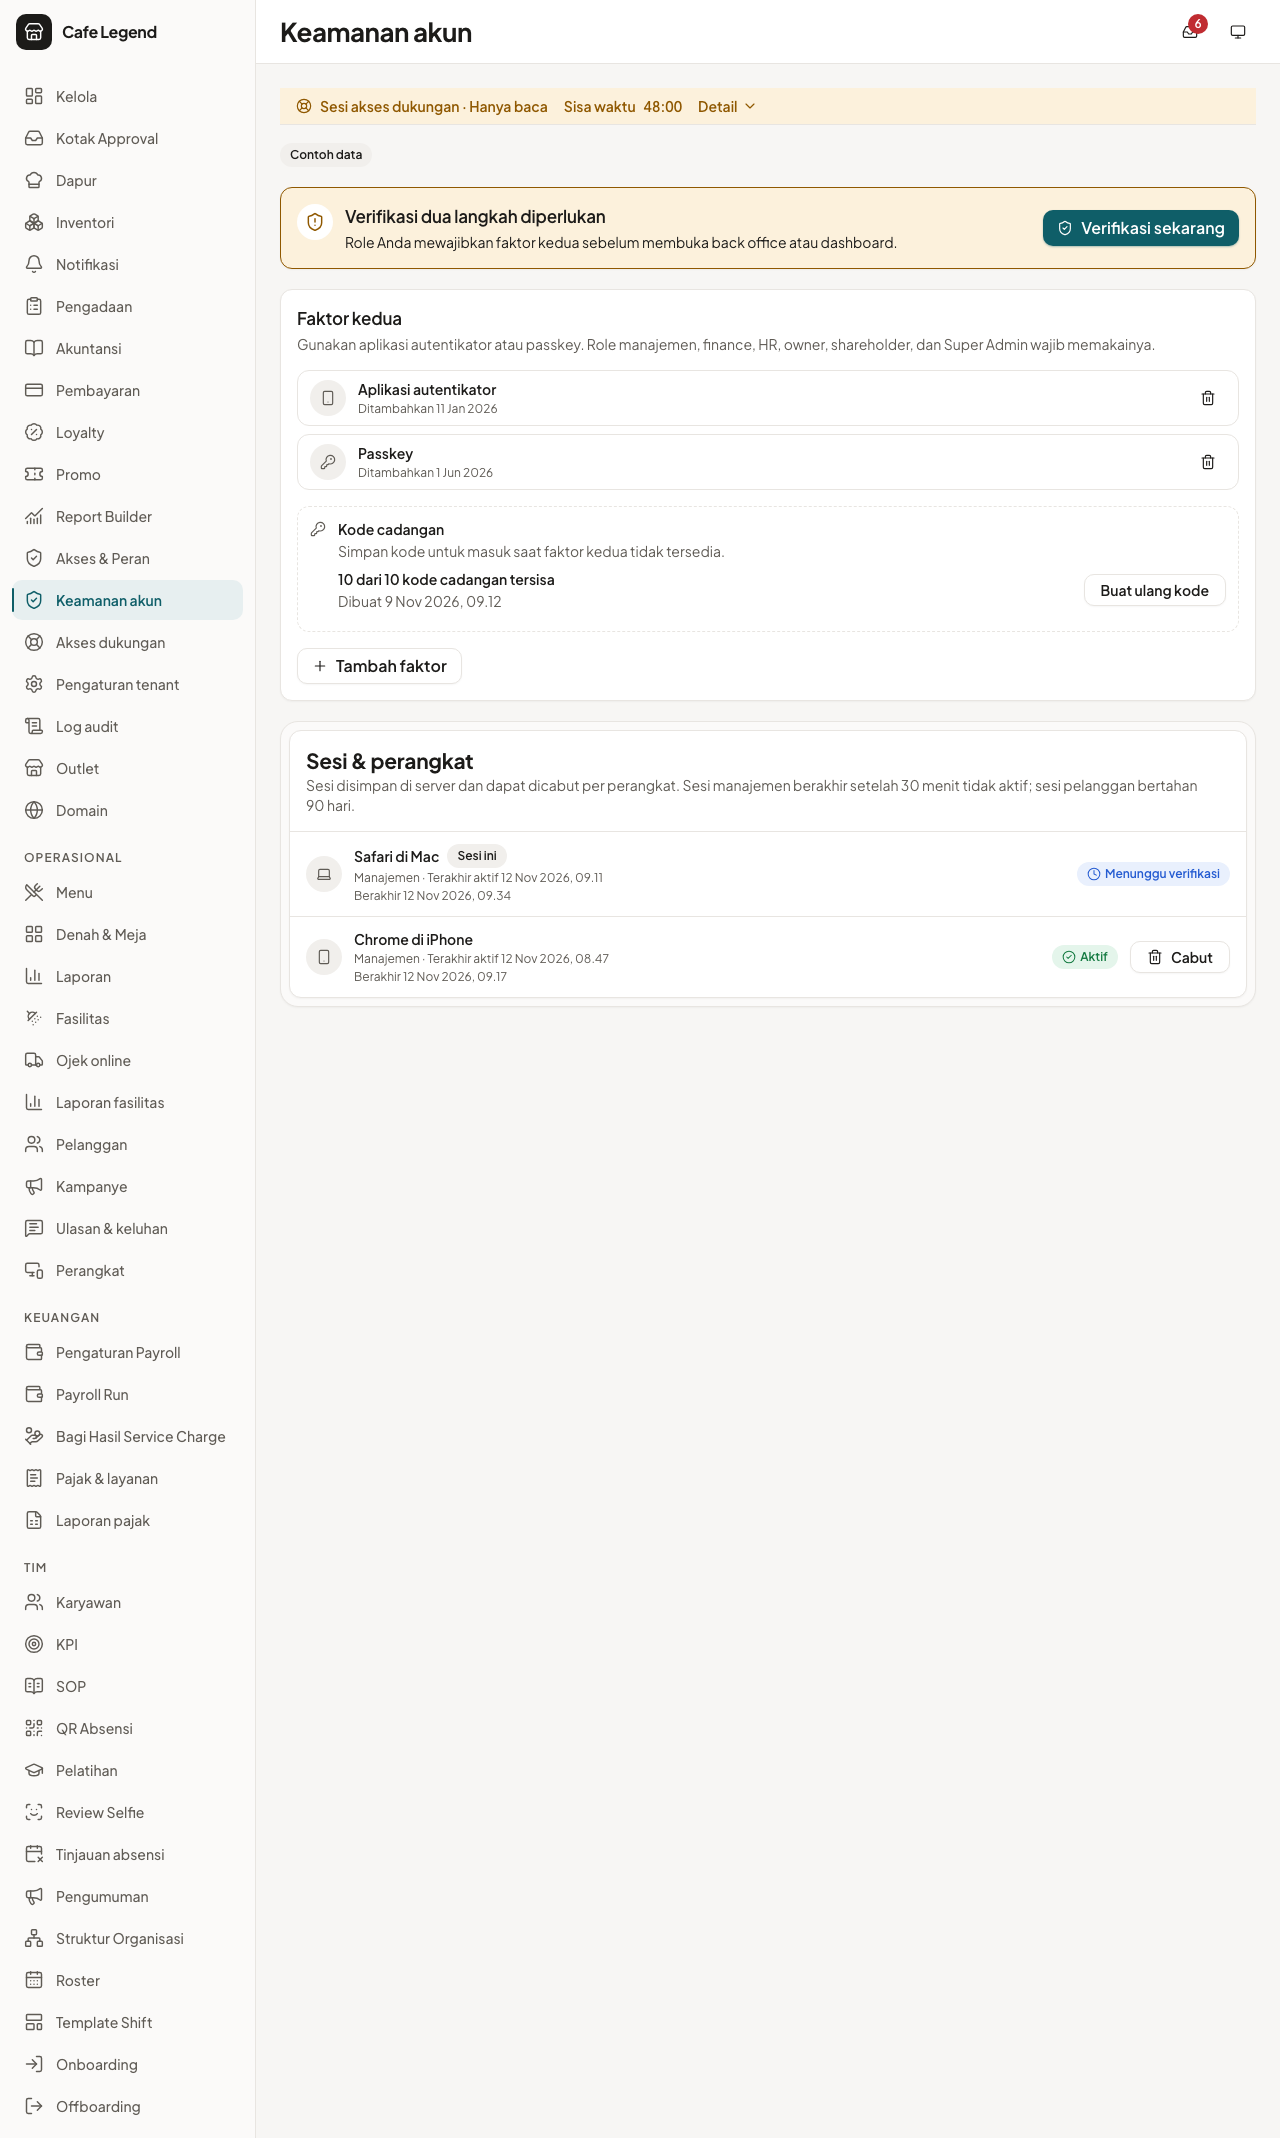 Cafe Legend
Keamanan akun
6
Kelola
Kotak Approval
Dapur
Inventori
Notifikasi
Pengadaan
Akuntansi
Pembayaran
Loyalty
Promo
Report Builder
Akses & Peran
Keamanan akun
Akses dukungan
Pengaturan tenant
Log audit
Outlet
Domain
OPERASIONAL
Menu
Denah & Meja
Laporan
Fasilitas
Ojek online
Laporan fasilitas
Pelanggan
Kampanye
Ulasan & keluhan
Perangkat
KEUANGAN
Pengaturan Payroll
Payroll Run
Bagi Hasil Service Charge
Pajak & layanan
Laporan pajak
TIM
Karyawan
KPI
SOP
QR Absensi
Pelatihan
Review Selfie
Tinjauan absensi
Pengumuman
Struktur Organisasi
Roster
Template Shift
Onboarding
Offboarding
Sesi akses dukungan · Hanya baca Sisa waktu 48:00 Detail
Contoh data
Verifikasi dua langkah diperlukan
Role Anda mewajibkan faktor kedua sebelum membuka back office atau dashboard.
Verifikasi sekarang
Faktor kedua
Gunakan aplikasi autentikator atau passkey. Role manajemen, finance, HR, owner, shareholder, dan Super Admin wajib memakainya.
Aplikasi autentikator
Ditambahkan 11 Jan 2026
Passkey
Ditambahkan 1 Jun 2026
Kode cadangan
Simpan kode untuk masuk saat faktor kedua tidak tersedia.
10 dari 10 kode cadangan tersisa
Dibuat 9 Nov 2026, 09.12
Buat ulang kode
Tambah faktor
Sesi & perangkat
Sesi disimpan di server dan dapat dicabut per perangkat. Sesi manajemen berakhir setelah 30 menit tidak aktif; sesi pelanggan bertahan
90 hari.
Safari di Mac Sesi ini
Manajemen · Terakhir aktif 12 Nov 2026, 09.11
Berakhir 12 Nov 2026, 09.34
Menunggu verifikasi
Chrome di iPhone
Manajemen · Terakhir aktif 12 Nov 2026, 08.47
Berakhir 12 Nov 2026, 09.17
Aktif
Cabut